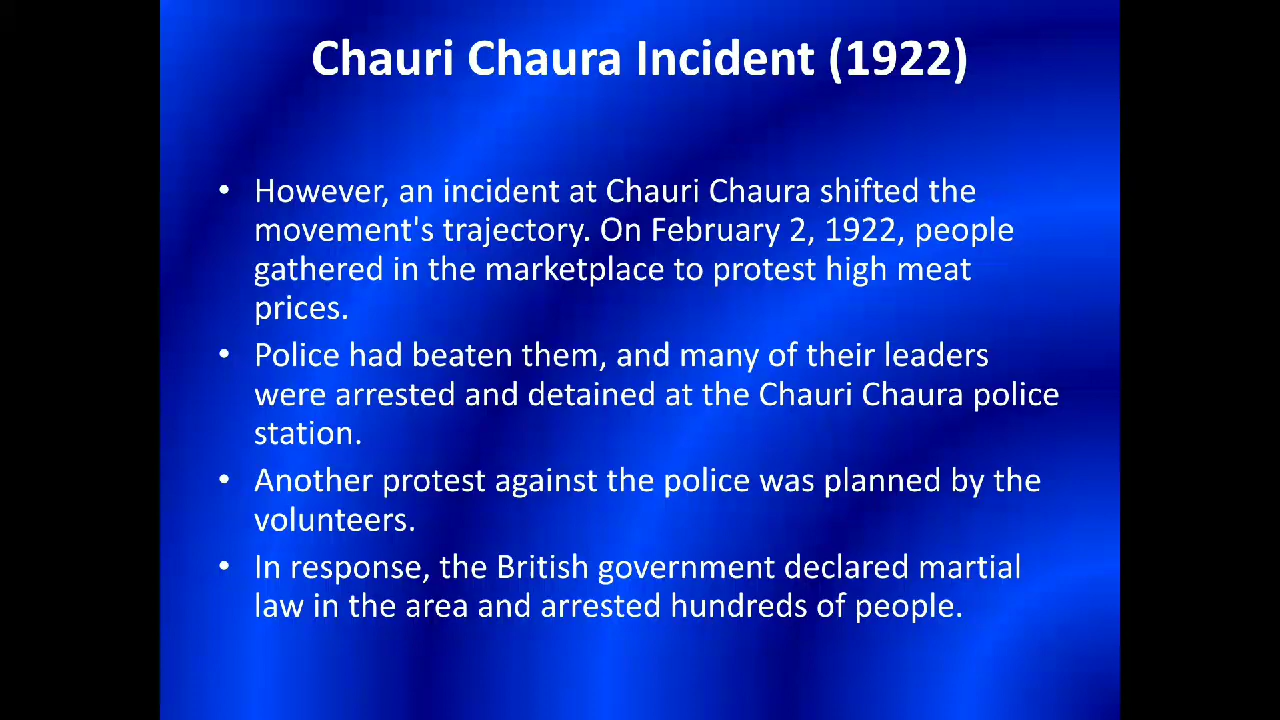 Chauri Chaura Incident (1922)
• However, an incident at Chauri Chaura shifted the
movement's trajectory. On February 2, 1922, people
gathered in the marketplace to protest high meat
prices.
• Police had beaten them, and many of their leaders
were arrested and detained at the Chauri Chaura police
station.
• Another protest against the police was planned by the
volunteers.
• In response, the British government declared martial
law in the area and arrested hundreds of people.